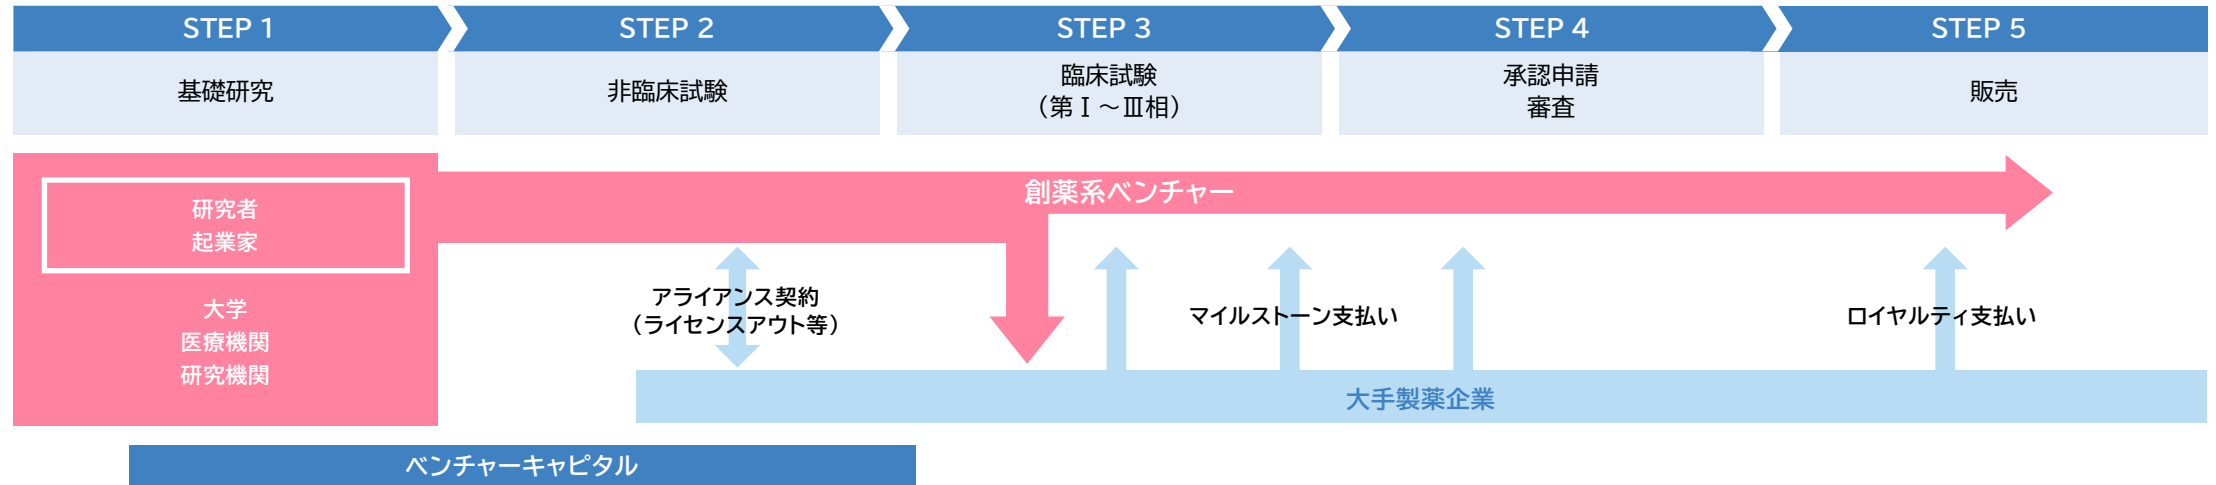 STEP 1
STEP 2
STEP 3
STEP 4
STEP 5
基礎研究
非臨床試験
臨床試験
（第Ⅰ～Ⅲ相）
承認申請
審査
販売
研究者
起業家
大学
医療機関
研究機関
創薬系ベンチャー
アライアンス契約
（ライセンスアウト等）
マイルストーン支払い
ロイヤルティ支払い
大手製薬企業
ベンチャーキャピタル